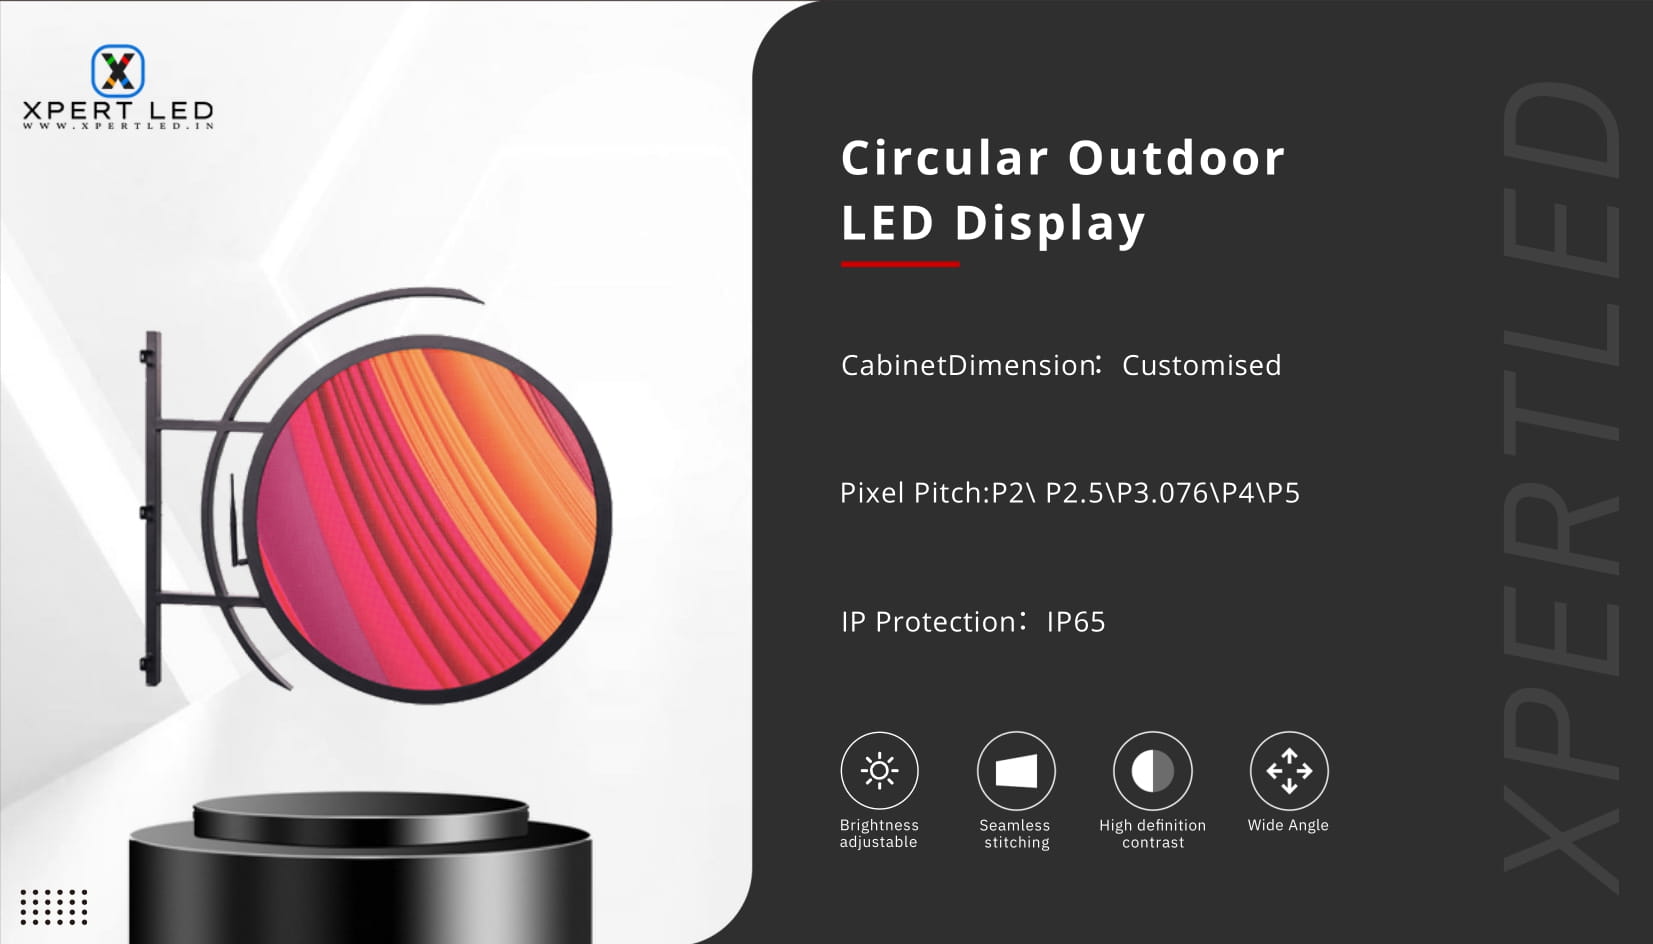 XPERT LED
WWW.XPERTLED.IN
Circular Outdoor
LED Display
CabinetDimension： Customised
Pixel Pitch:P2\ P2.5\P3.076\P4\P5
IP Protection： IP65
Brightness
adjustable
Seamless
stitching
High definition
contrast
Wide Angle
XPERTLED